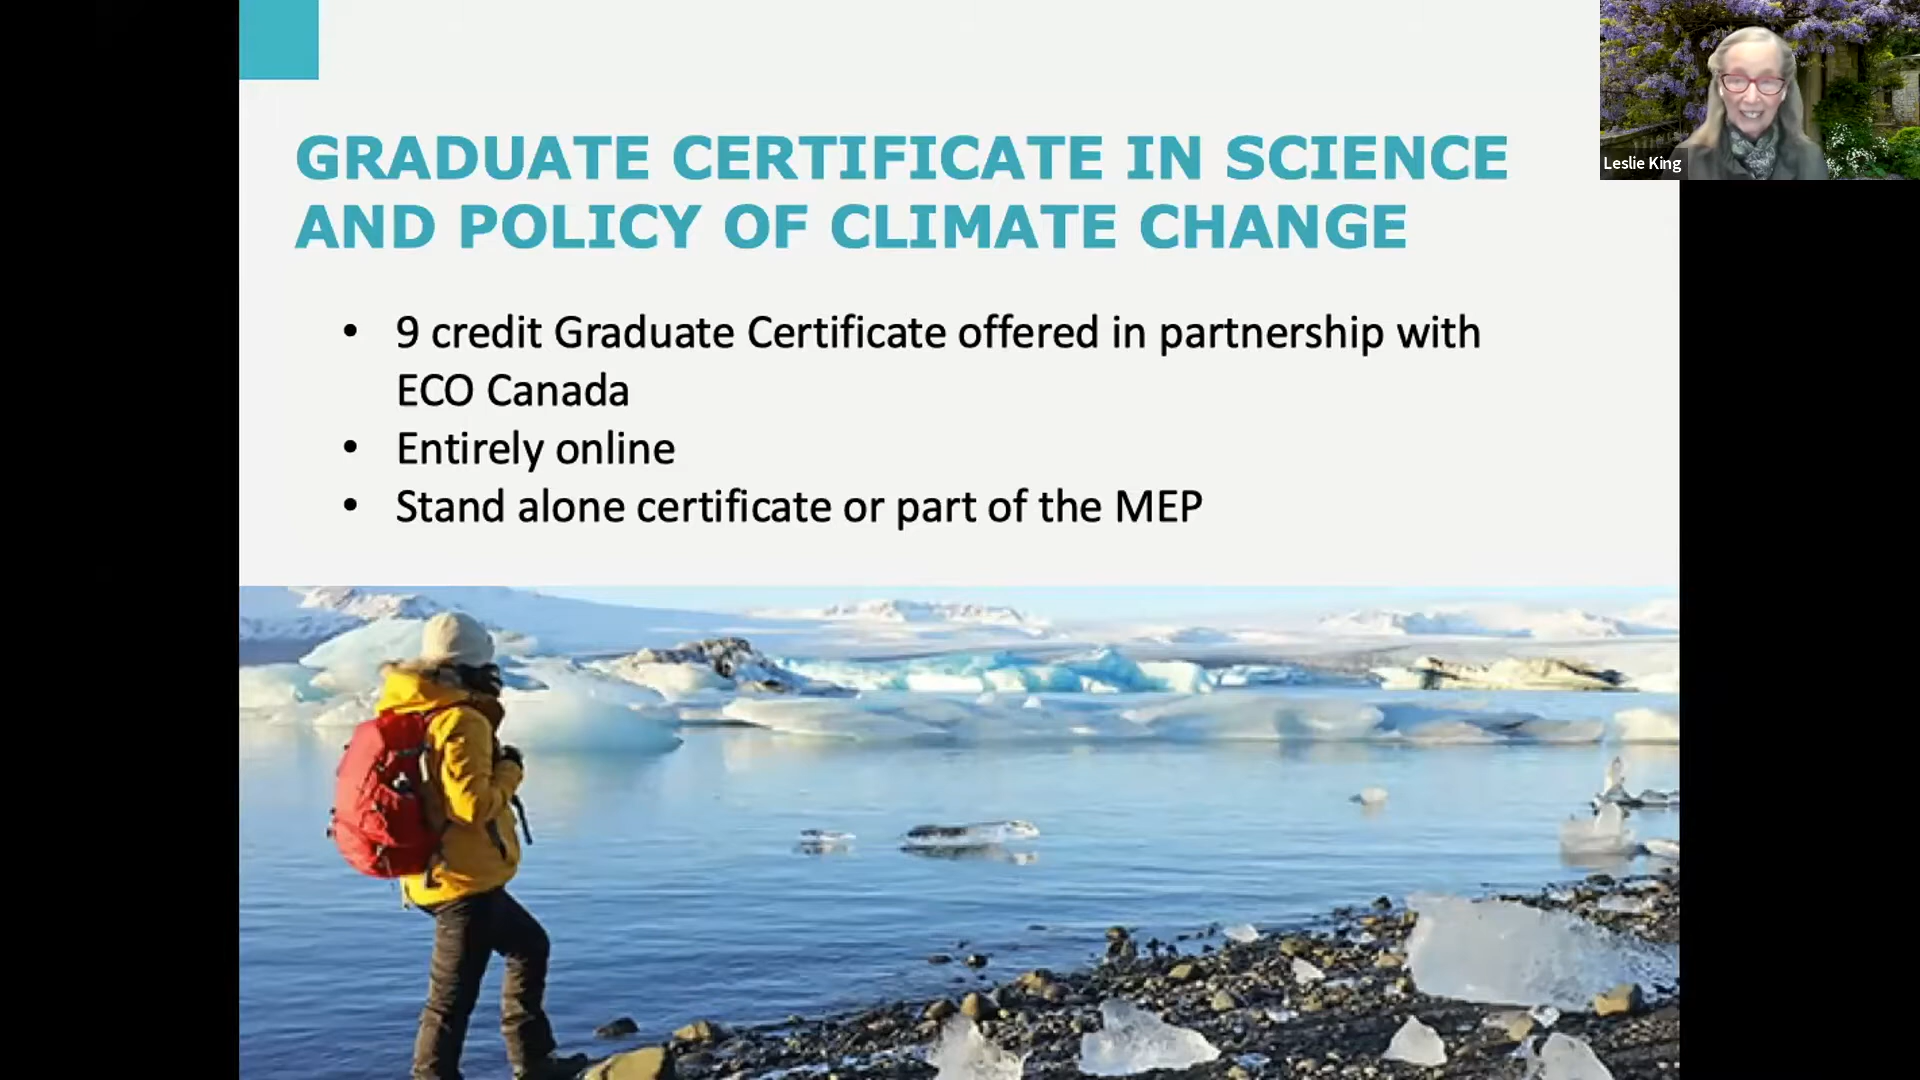 GRADUATE CERTIFICATE IN SCIENCE
AND POLICY OF CLIMATE CHANGE
• 9 credit Graduate Certificate offered in partnership with
ECO Canada
• Entirely online
• Stand alone certificate or part of the MEP
Leslie King